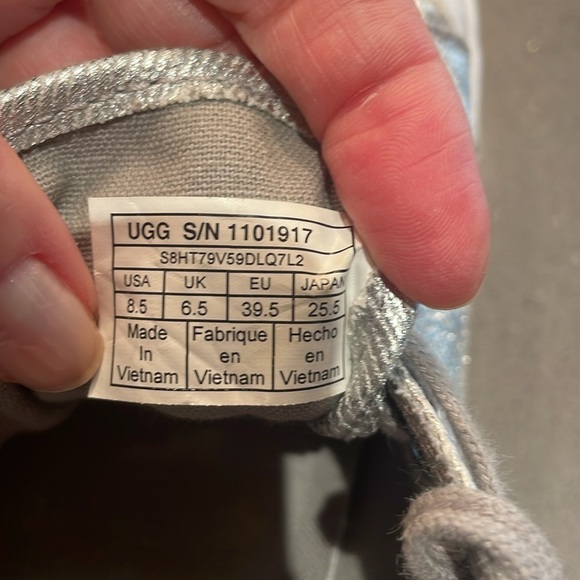 UGG S/N 1101917
S8HT79V59DLQ7L2
USA UK EU JAPAN
8.5 6.5 39.5 25.5
Made Fabrique Hecho
In en en
Vietnam Vietnam Vietnam